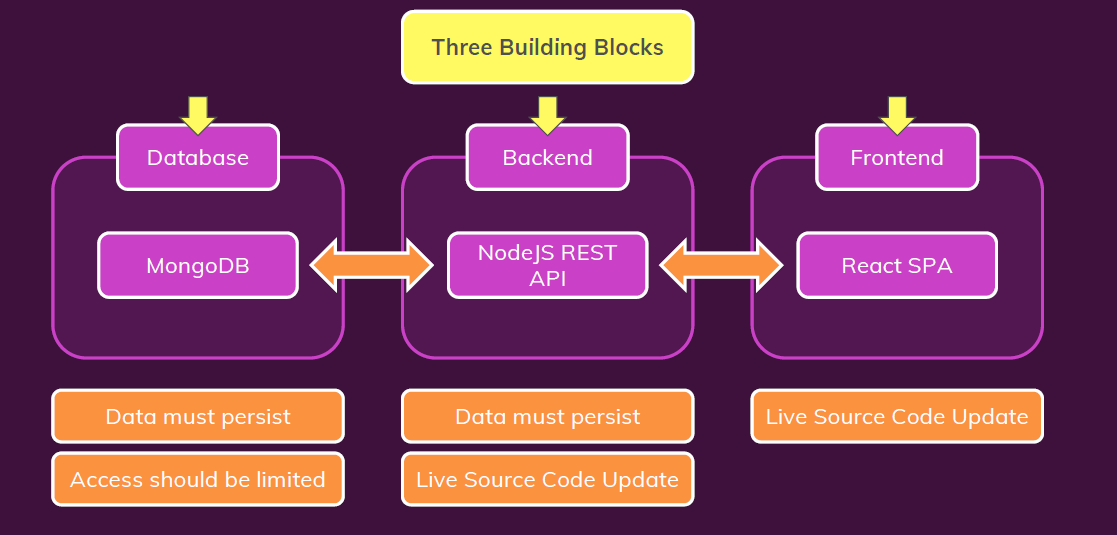 Three Building Blocks
Database
Backend
Frontend
MongoDB
NodeJS REST
API
React SPA
Data must persist
Data must persist
Live Source Code Update
Access should be limited
Live Source Code Update